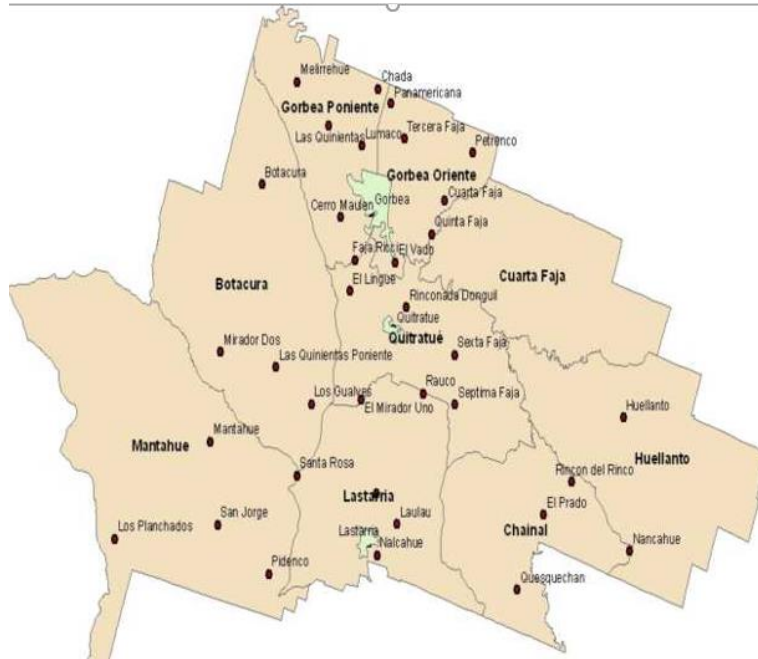 Melirrehue
Chada
Panamericana
Gorbea Poniente
Las Quinientas
Lumaco
Tercera Faja
Petrenco
Botacura
Gorbea Oriente
Cuarta Faja
Gorbea
Cerro Maulen
Quinta Faja
Faja Ricci
El Vado
Cuarta Faja
Botacura
El Lingue
Rinconada Donguil
Quitratue
Quitratué
Mirador Dos
Sexta Faja
Las Quinientas Poniente
Rauco
Los Gualves
El Mirador Uno
Septima Faja
Huellanto
Mantahue
Mantahue
Huellanto
Santa Rosa
Rincon del Rinco
Lastarria
El Prado
Los Planchados
San Jorge
Laulau
Chainal
Lastarria
Nalcahue
Nancahue
Pidenco
Quesquechan